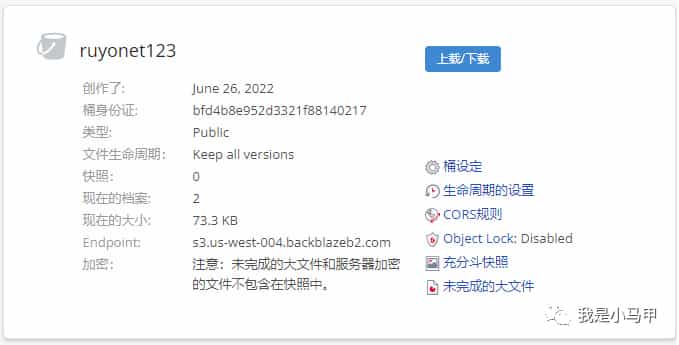 ruyonet123
上载/下载
创作了: June 26, 2022
桶身份证: bfd4b8e952d3321f88140217
类型: Public
文件生命周期: Keep all versions
快照: 0
现在的档案: 2
现在的大小: 73.3 KB
Endpoint: s3.us-west-004.backblazeb2.com
加密: 注意：未完成的大文件和服务器加密
的文件不包含在快照中。
桶设定
生命周期的设置
CORS规则
Object Lock: Disabled
充分斗快照
未完成的大文件
我是小马甲